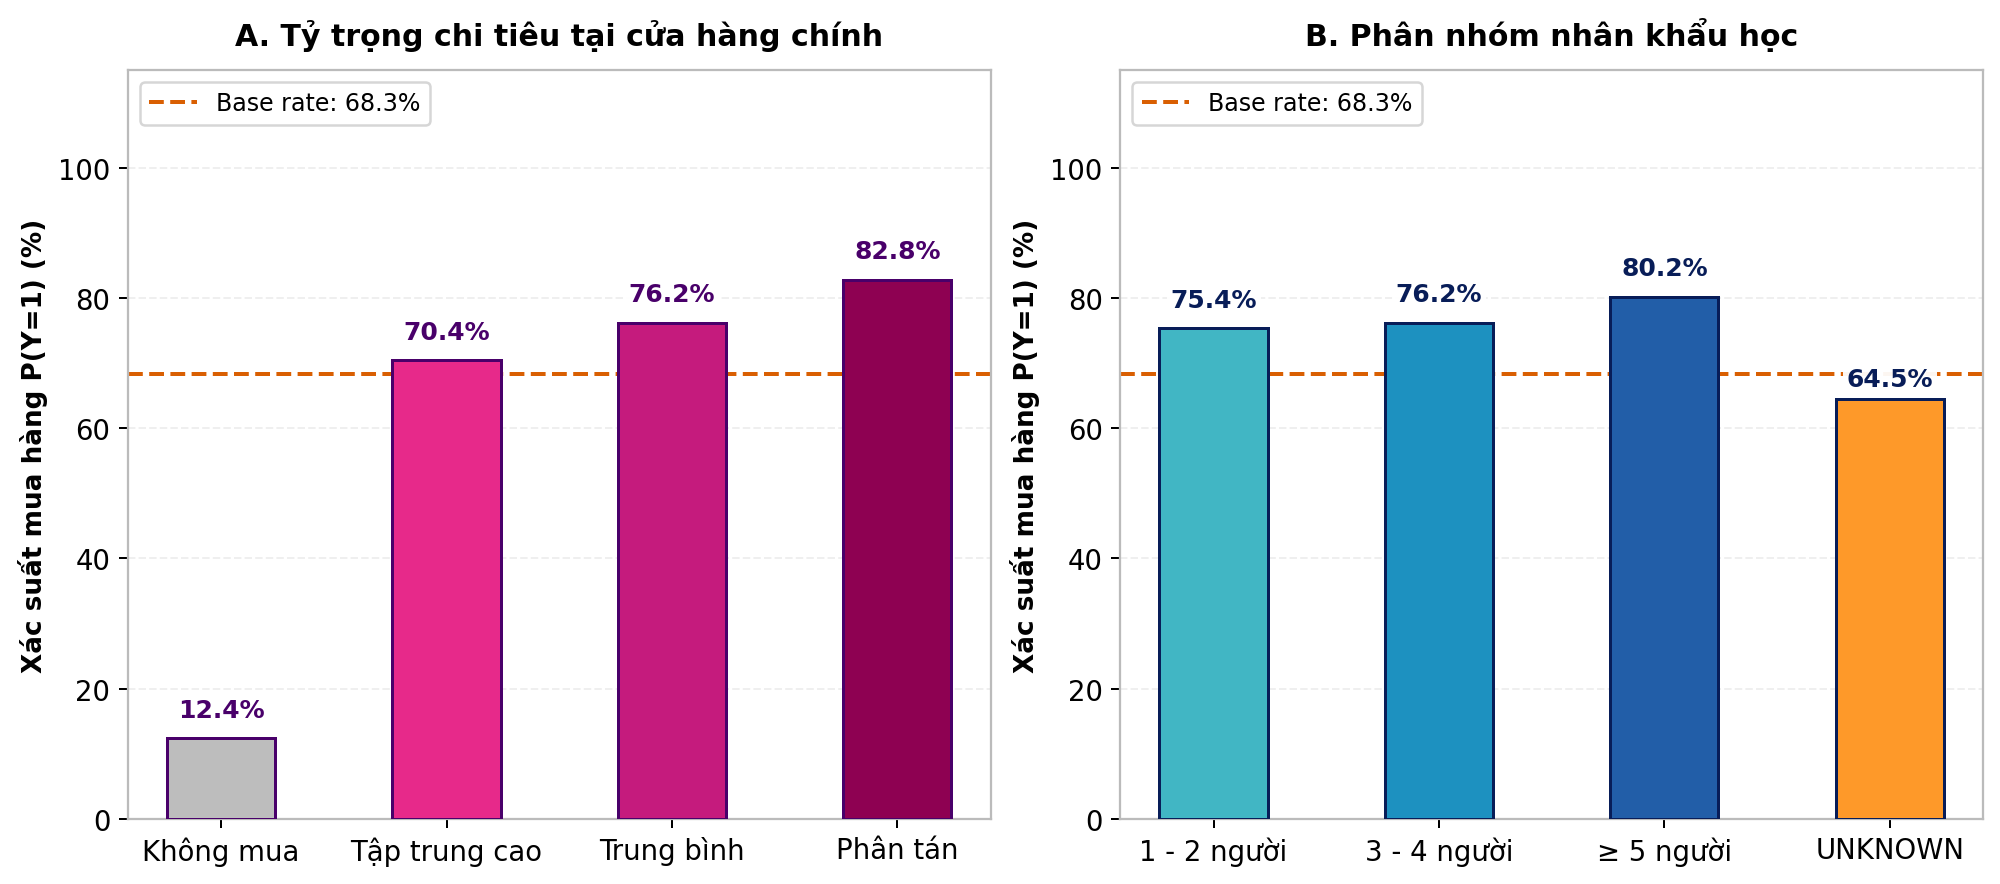 A. Tỷ trọng chi tiêu tại cửa hàng chính
Base rate: 68.3%
Xác suất mua hàng P(Y=1) (%)
100
80
60
40
20
0
12.4%
70.4%
76.2%
82.8%
Không mua
Tập trung cao
Trung bình
Phân tán
B. Phân nhóm nhân khẩu học
Base rate: 68.3%
Xác suất mua hàng P(Y=1) (%)
100
80
60
40
20
0
75.4%
76.2%
80.2%
64.5%
1 - 2 người
3 - 4 người
≥ 5 người
UNKNOWN